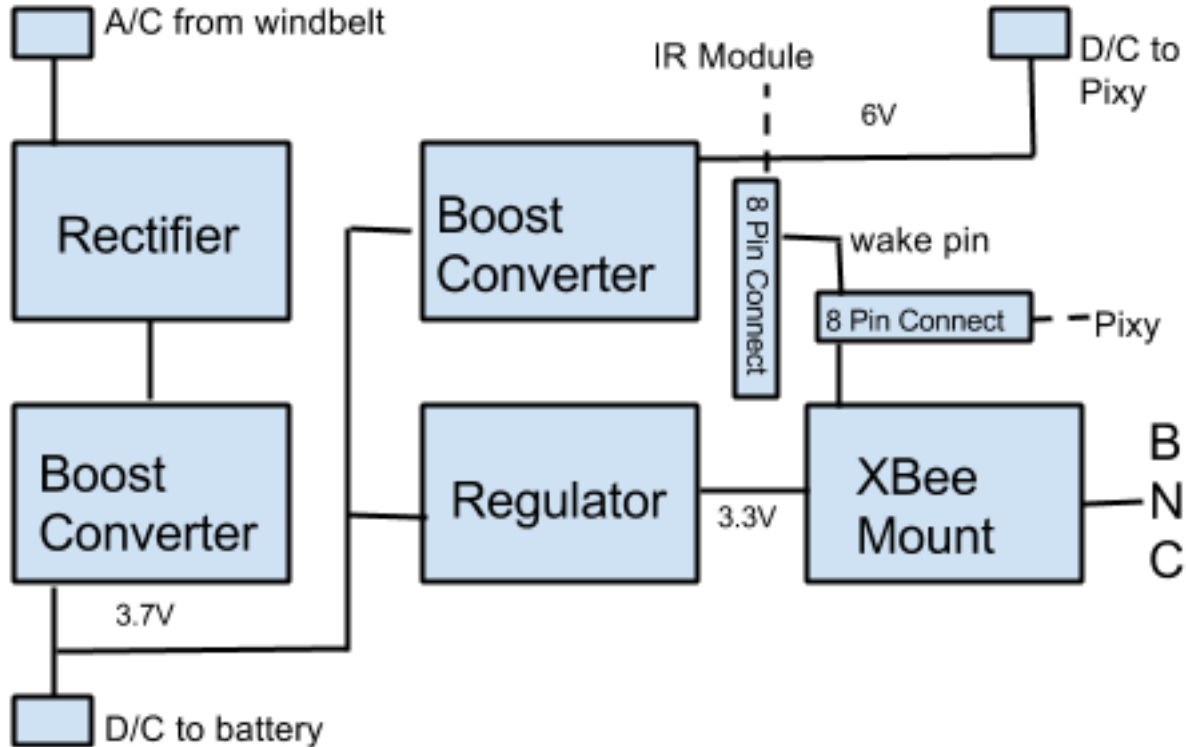 A/C from windbelt
D/C to
Pixy
IR Module
6V
Rectifier
Boost
Converter
8 Pin Connect
wake pin
8 Pin Connect
Pixy
Boost
Converter
Regulator
3.3V
XBee
Mount
B
N
C
3.7V
D/C to battery